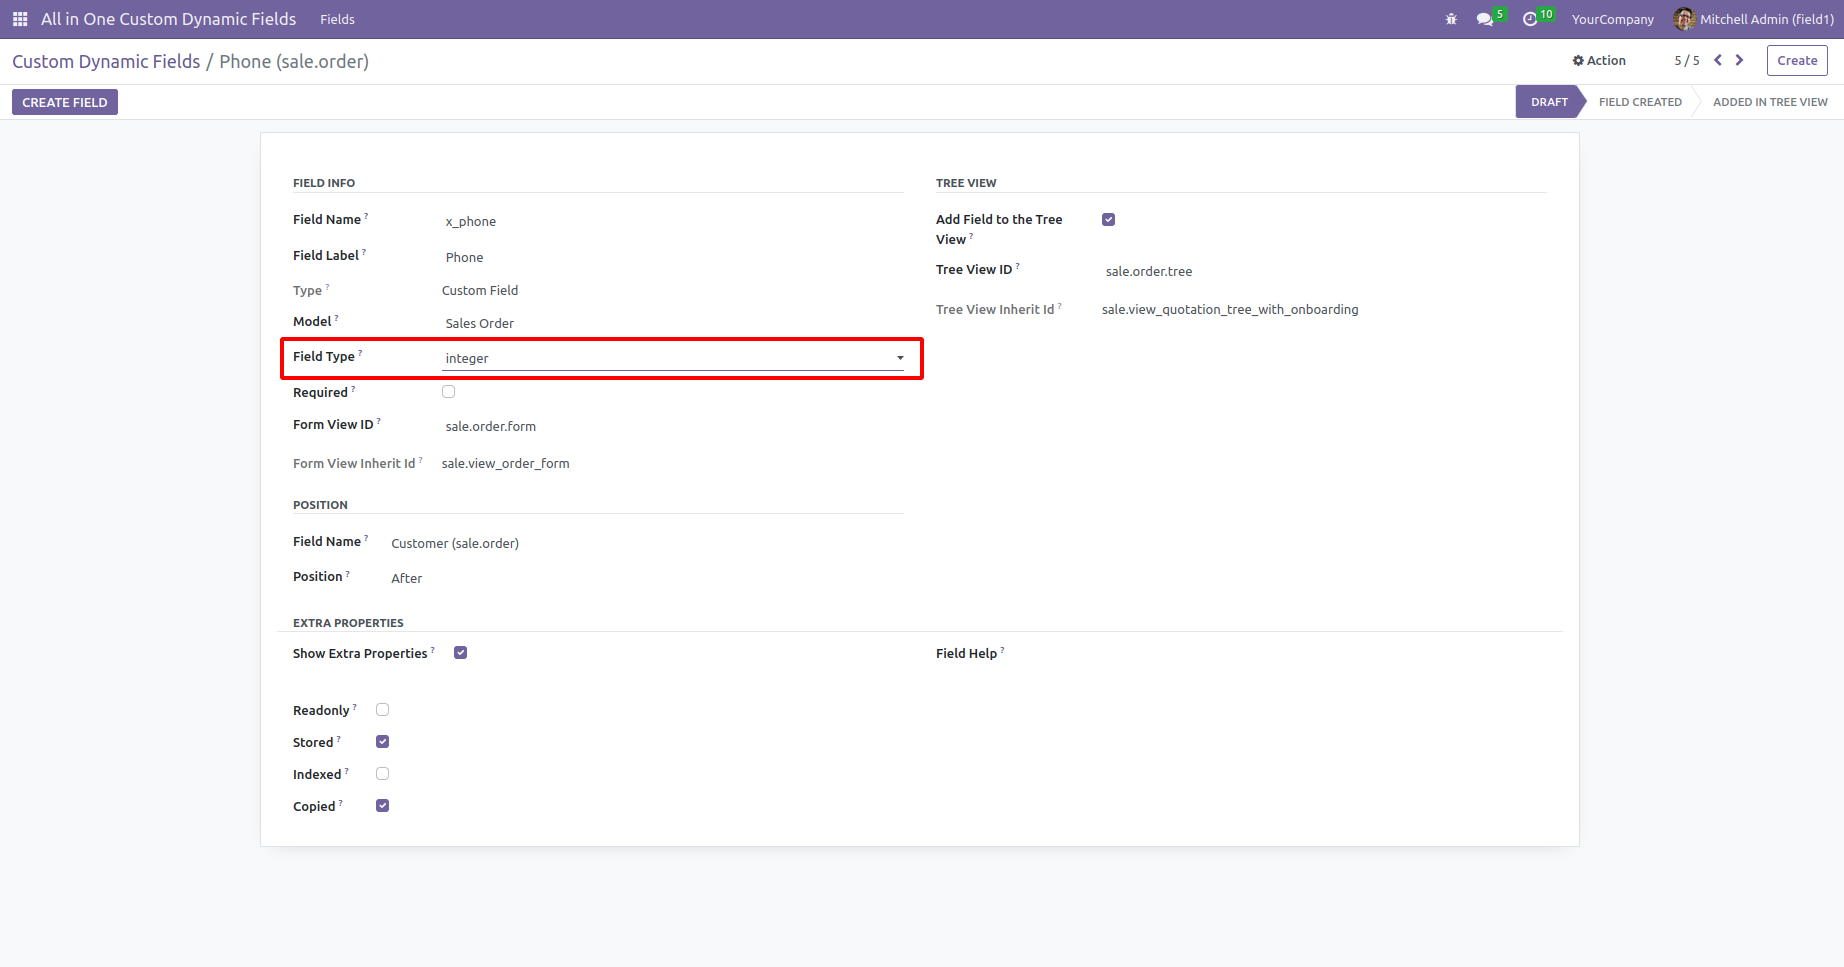 All in One Custom Dynamic Fields Fields 5 10 YourCompany Mitchell Admin (field1)
Custom Dynamic Fields / Phone (sale.order) Action 5 / 5 Create
CREATE FIELD DRAFT FIELD CREATED ADDED IN TREE VIEW
FIELD INFO
Field Name ? x_phone
Field Label ? Phone
Type ? Custom Field
Model ? Sales Order
Field Type ? integer
Required ?
Form View ID ? sale.order.form
Form View Inherit Id ? sale.view_order_form
TREE VIEW
Add Field to the Tree
View ?
Tree View ID ? sale.order.tree
Tree View Inherit Id ? sale.view_quotation_tree_with_onboarding
POSITION
Field Name ? Customer (sale.order)
Position ? After
EXTRA PROPERTIES
Show Extra Properties ? Field Help ?
Readonly ?
Stored ?
Indexed ?
Copied ?